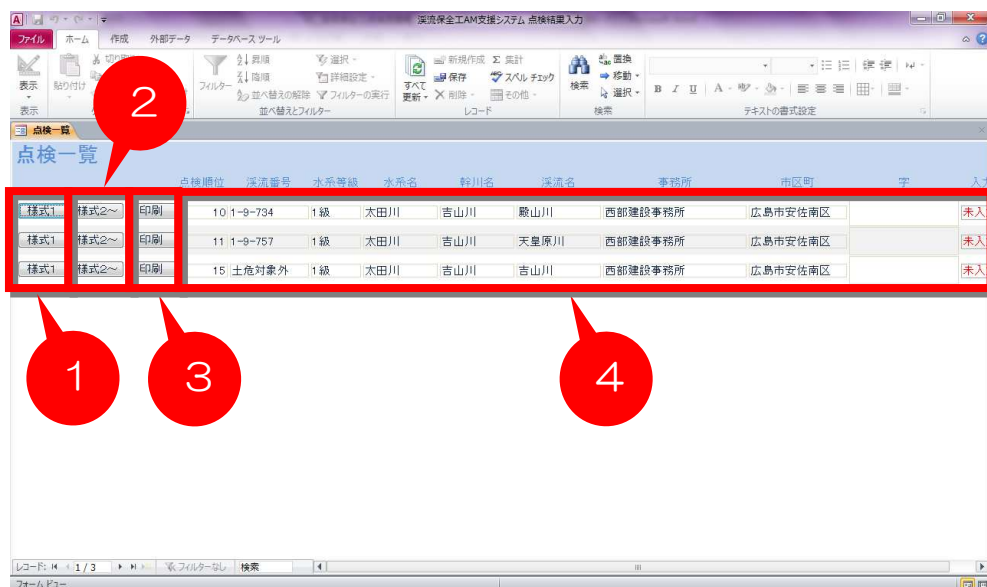 A 渓流保全工AM支援システム 点検結果入力
ファイル ホーム 作成 外部データ データベース ツール
表示 貼り付け 切り取り
フィルター 昇順 降順 並べ替えの解除 選択 詳細設定 フィルターの実行
すべて更新 新規作成 保存 削除 Σ 集計 スペル チェック その他
検索 置換 移動 選択
B I U A
表示 並べ替えとフィルター レコード 検索 テキストの書式設定
点検一覧
点検一覧
点検順位 渓流番号 水系等級 水系名 幹川名 渓流名 事務所 市区町 字 入力
様式1 様式2～ 印刷 10 1-9-734 1級 太田川 吉山川 殿山川 西部建設事務所 広島市安佐南区 未入
様式1 様式2～ 印刷 11 1-9-757 1級 太田川 吉山川 天皇原川 西部建設事務所 広島市安佐南区 未入
様式1 様式2～ 印刷 15 土危対象外 1級 太田川 吉山川 吉山川 西部建設事務所 広島市安佐南区 未入
2
1
3
4
レコード: 1 / 3 フィルターなし 検索
フォーム ビュー